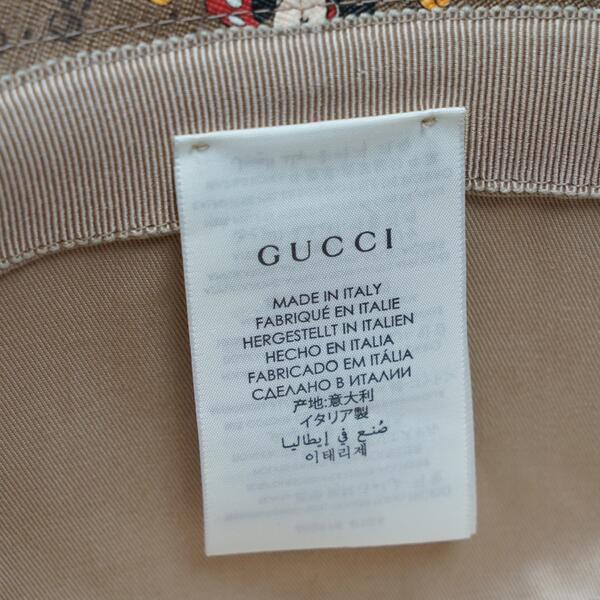 GUCCI
MADE IN ITALY
FABRIQUÉ EN ITALIE
HERGESTELLT IN ITALIEN
HECHO EN ITALIA
FABRICADO EM ITÁLIA
СДЕЛАНО В ИТАЛИИ
产地:意大利
イタリア製
صُنع في إيطاليا
이태리제